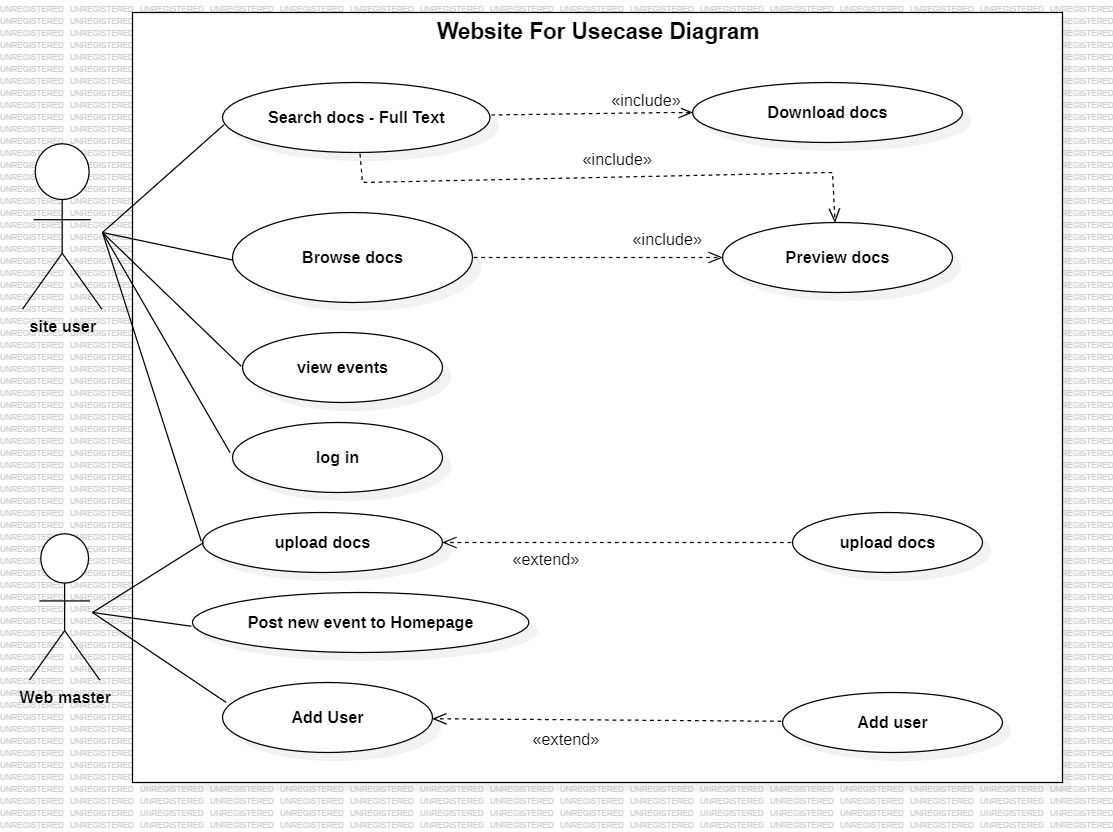 Website For Usecase Diagram
Search docs - Full Text
«include»
Download docs
«include»
site user
Browse docs
«include»
Preview docs
view events
log in
upload docs
«extend»
upload docs
Web master
Post new event to Homepage
Add User
«extend»
Add user
UNREGISTERED